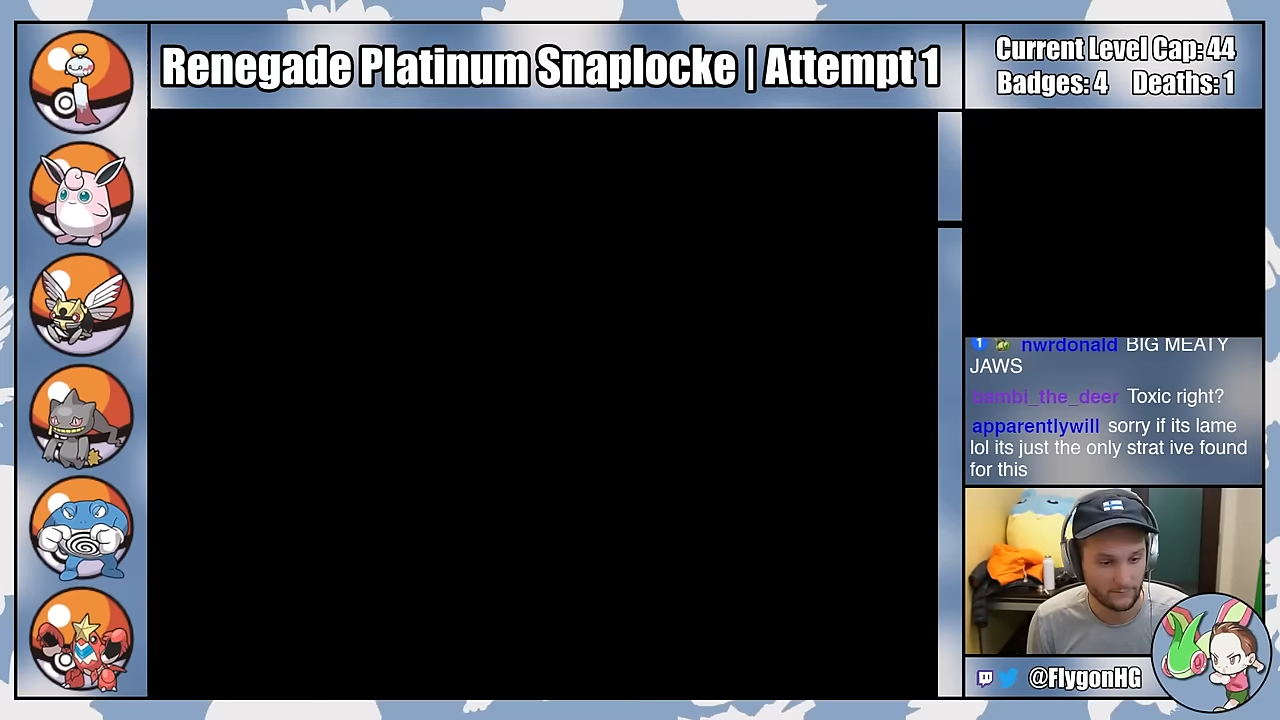 Renegade Platinum Snaplocke | Attempt 1
Current Level Cap: 44
Badges: 4 Deaths: 1
1 nwrdonald BIG MEATY
JAWS
bambi_the_deer Toxic right?
apparentlywill sorry if its lame
lol its just the only strat ive found
for this
@FlygonHG